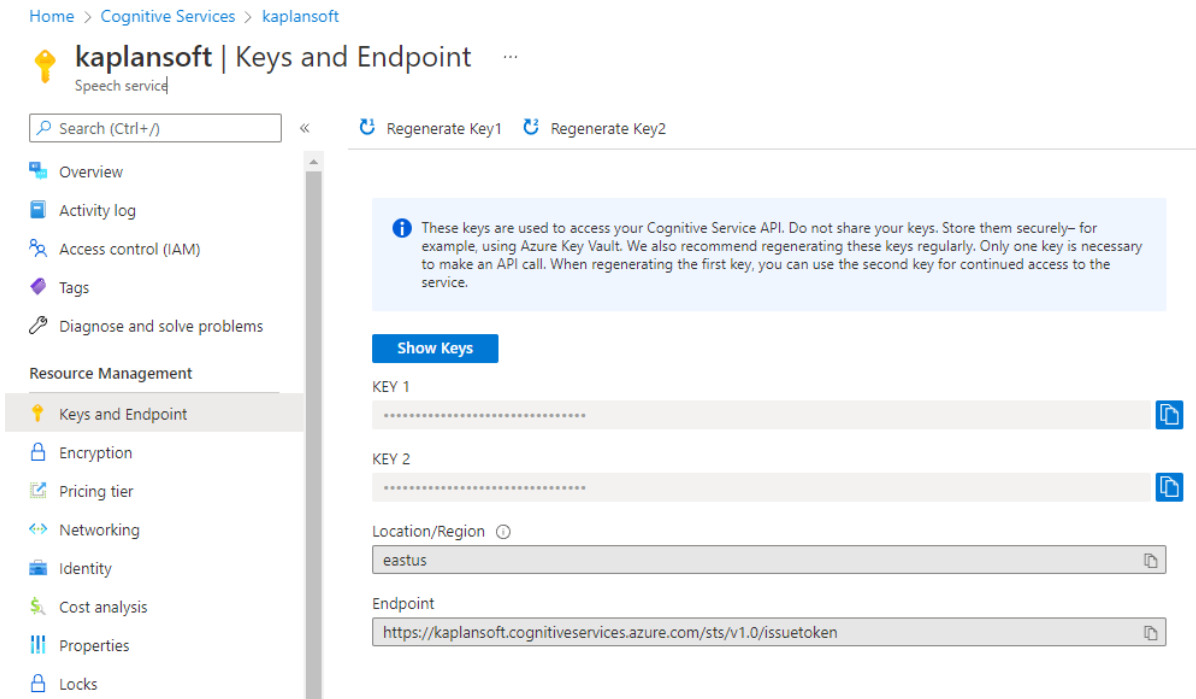 Home > Cognitive Services > kaplansoft
kaplansoft | Keys and Endpoint ...
Speech service
Search (Ctrl+/)
«
Regenerate Key1
Regenerate Key2
Overview
Activity log
Access control (IAM)
Tags
Diagnose and solve problems
Resource Management
Keys and Endpoint
Encryption
Pricing tier
Networking
Identity
Cost analysis
Properties
Locks
These keys are used to access your Cognitive Service API. Do not share your keys. Store them securely– for
example, using Azure Key Vault. We also recommend regenerating these keys regularly. Only one key is necessary
to make an API call. When regenerating the first key, you can use the second key for continued access to the
service.
Show Keys
KEY 1
••••••••••••••••••••••••••••••••
KEY 2
••••••••••••••••••••••••••••••••
Location/Region
eastus
Endpoint
https://kaplansoft.cognitiveservices.azure.com/sts/v1.0/issuetoken